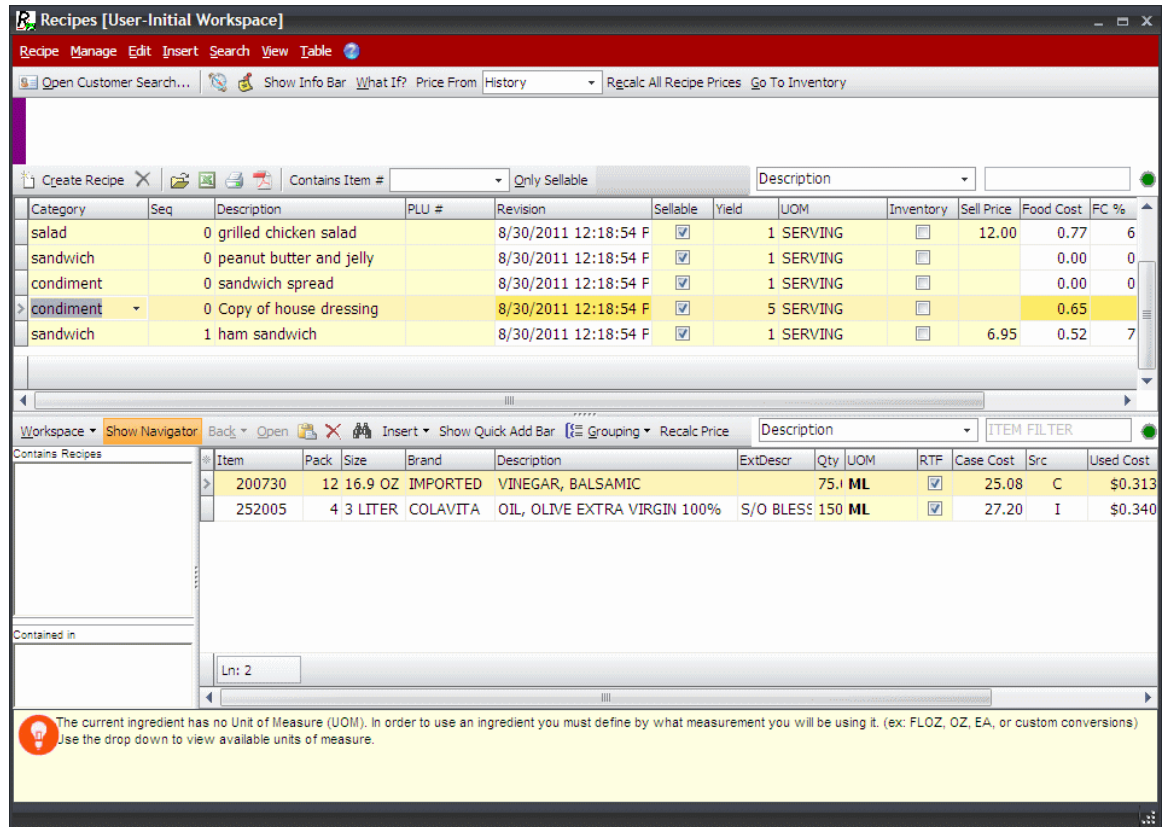 Recipes [User-Initial Workspace]
Recipe Manage Edit Insert Search View Table
Open Customer Search... Show Info Bar What If? Price From History Recalc All Recipe Prices Go To Inventory
Create Recipe Contains Item # Only Sellable Description
Category Seq Description PLU # Revision Sellable Yield UOM Inventory Sell Price Food Cost FC %
salad 0 grilled chicken salad 8/30/2011 12:18:54 P 1 SERVING 12.00 0.77 6
sandwich 0 peanut butter and jelly 8/30/2011 12:18:54 P 1 SERVING 0.00 0
condiment 0 sandwich spread 8/30/2011 12:18:54 P 1 SERVING 0.00 0
condiment 0 Copy of house dressing 8/30/2011 12:18:54 P 5 SERVING 0.65
sandwich 1 ham sandwich 8/30/2011 12:18:54 P 1 SERVING 6.95 0.52 7
Workspace Show Navigator Back Open Insert Show Quick Add Bar Grouping Recalc Price Description ITEM FILTER
Contains Recipes
Item Pack Size Brand Description ExtDescr Qty UOM RTF Case Cost Src Used Cost
200730 12 16.9 OZ IMPORTED VINEGAR, BALSAMIC 75.( ML 25.08 C $0.313
252005 4 3 LITER COLAVITA OIL, OLIVE EXTRA VIRGIN 100% S/O BLESS 150 ML 27.20 I $0.340
Contained in
Ln: 2
The current ingredient has no Unit of Measure (UOM). In order to use an ingredient you must define by what measurement you will be using it. (ex: FLOZ, OZ, EA, or custom conversions)
Use the drop down to view available units of measure.